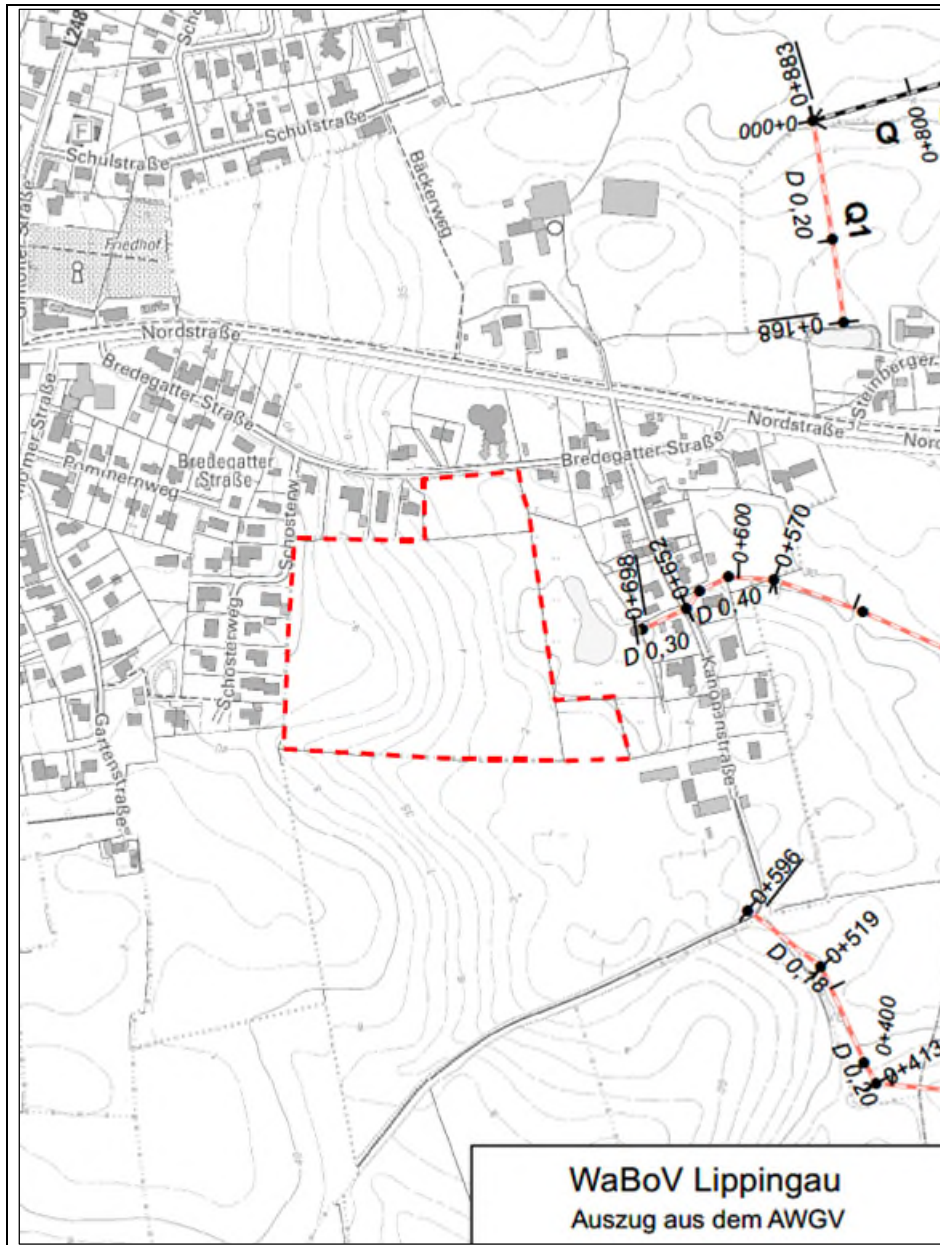 L248
Schulstraße
Schulstraße
F
Bäckerweg
Friedhof
Nordstraße
Bredegatter Straße
Bredegatter
Straße
Pommernweg
Schosterw.
Schosterweg
Gartenstraße
0+883
0+000
0+800
Q
D 0,20
Q1
0+168
Steinberger
Nordstraße
Bredegatter Straße
0+600
0+570
0+652
0+668
D 0,40
D 0,30
Kanonenstraße
35
0+596
0+519
D 0,18
0+400
D 0,20
0+413
WaBoV Lippingau
Auszug aus dem AWGV